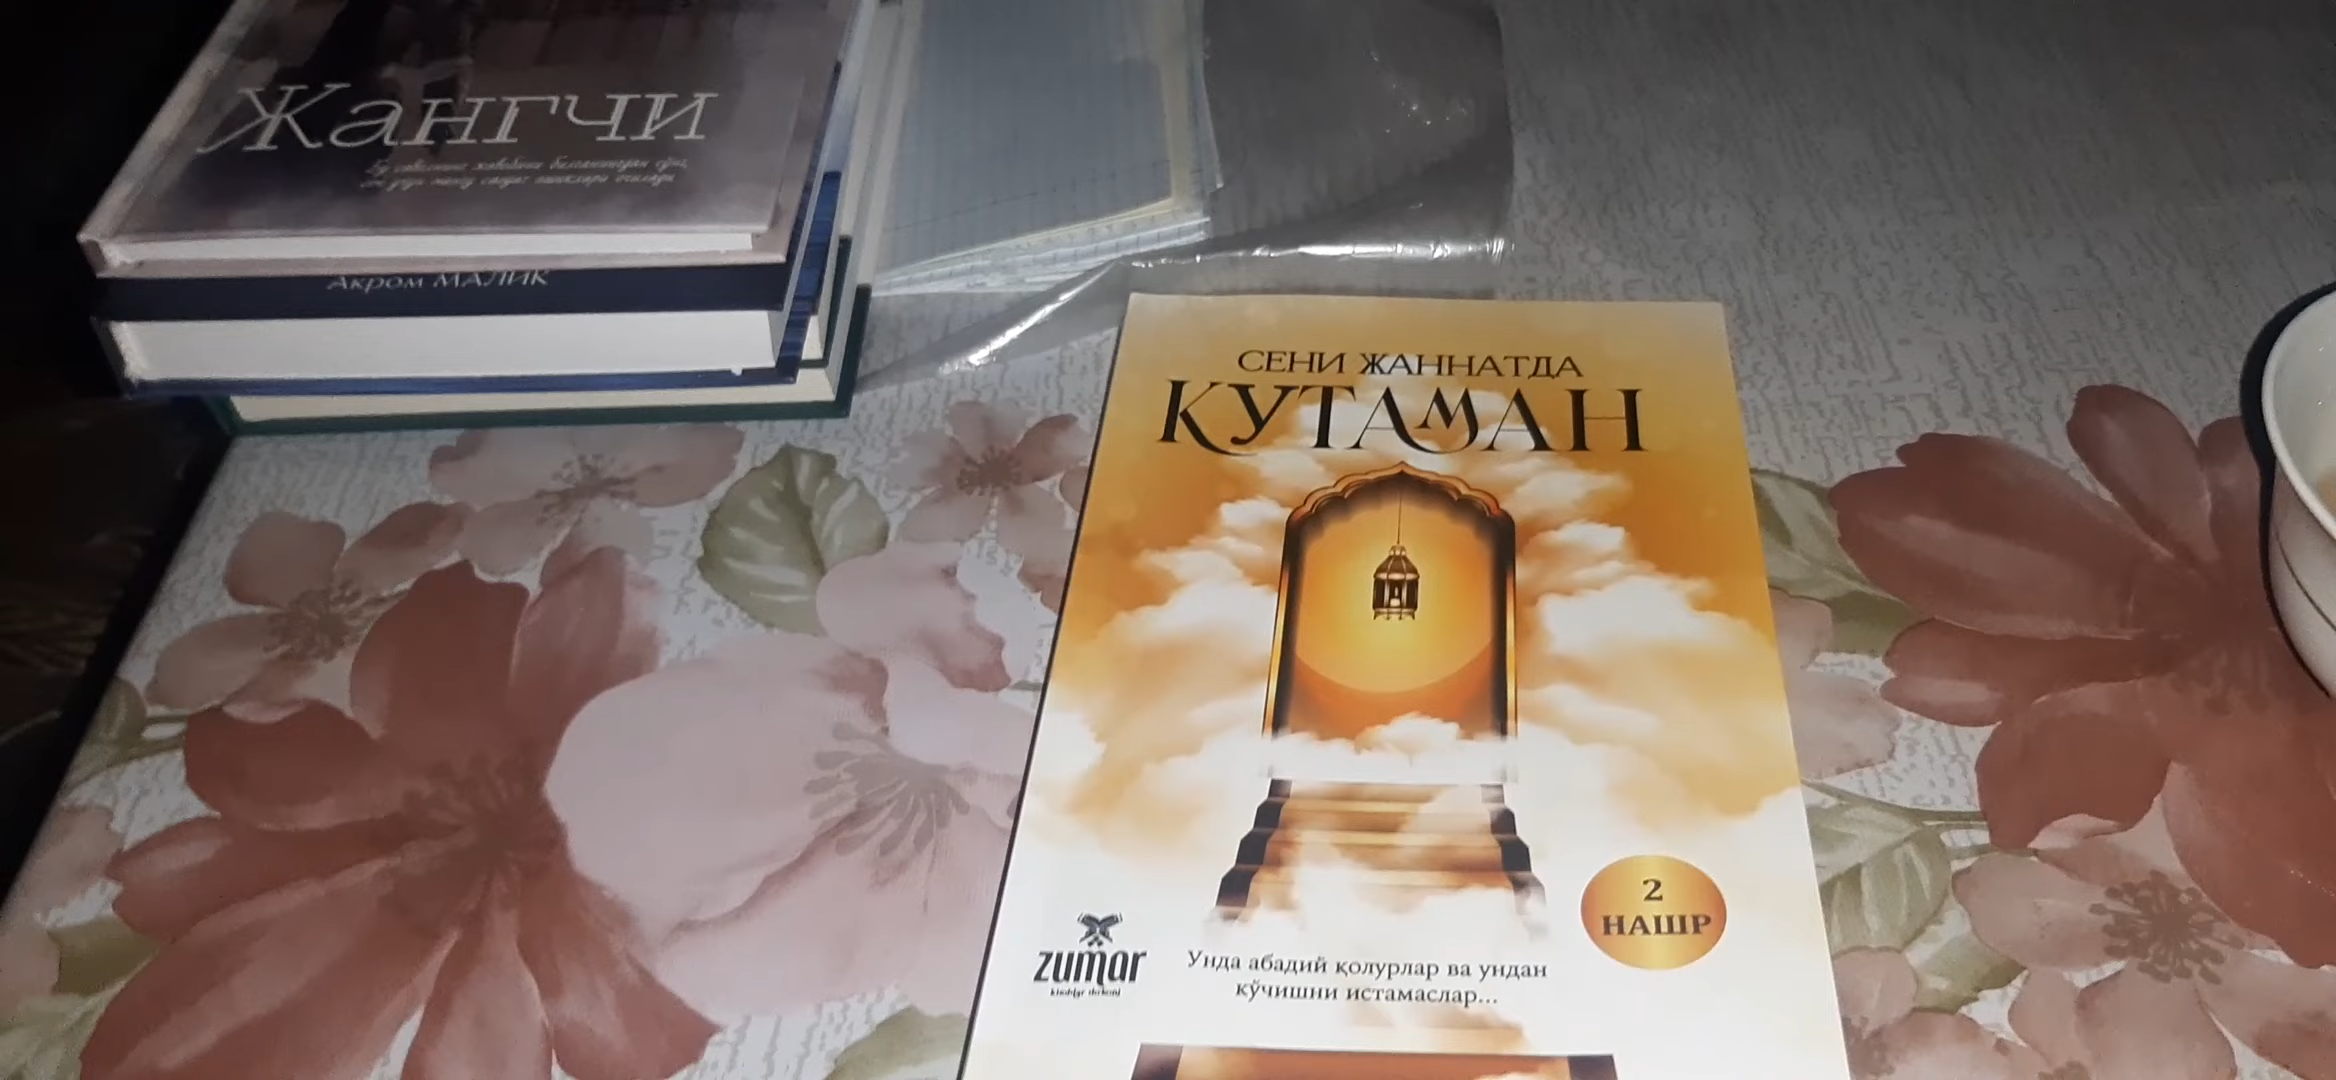 Жангчи
Акром МАЛИК
СЕНИ ЖАННАТДА
КУТАМАН
2
НАШР
zumar
Унда абадий қолурлар ва ундан
кўчишни истамаслар...